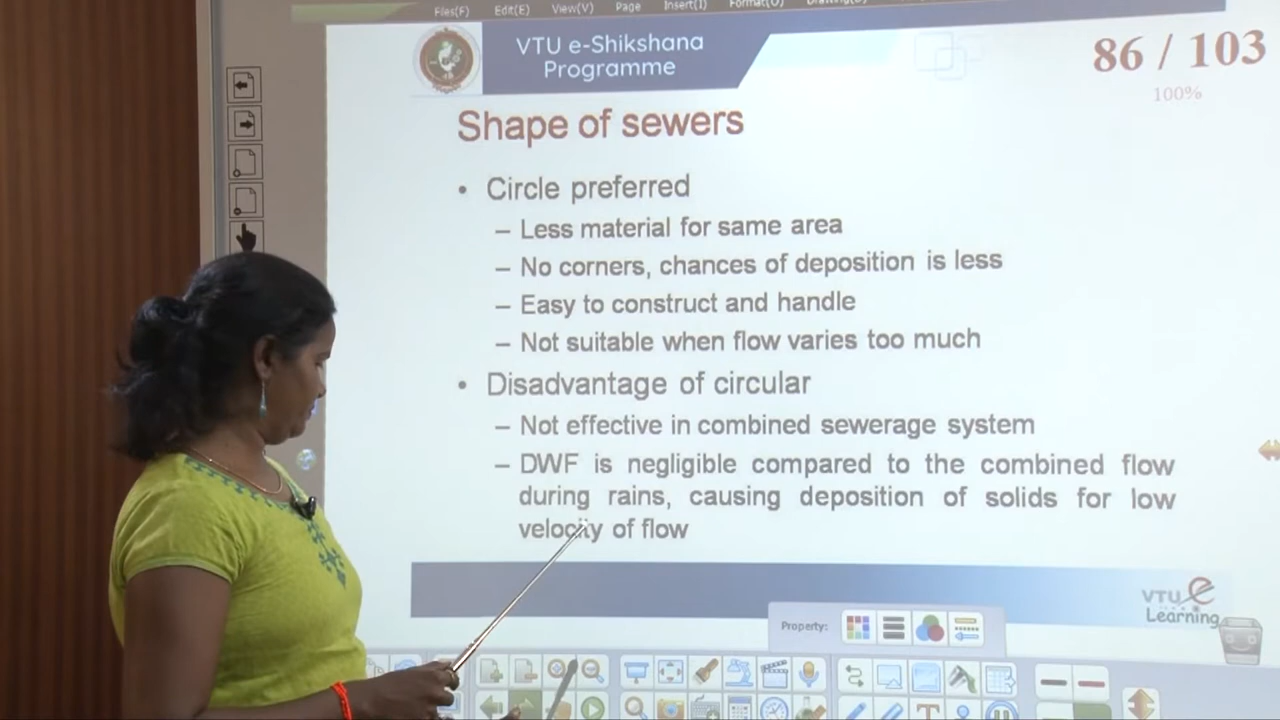 Files(F) Edit(E) View(V) Page Insert(I) Format(O)
VTU e-Shikshana
Programme
86 / 103
100%
Shape of sewers
• Circle preferred
– Less material for same area
– No corners, chances of deposition is less
– Easy to construct and handle
– Not suitable when flow varies too much
• Disadvantage of circular
– Not effective in combined sewerage system
– DWF is negligible compared to the combined flow
during rains, causing deposition of solids for low
velocity of flow
VTU e
Learning
Property: